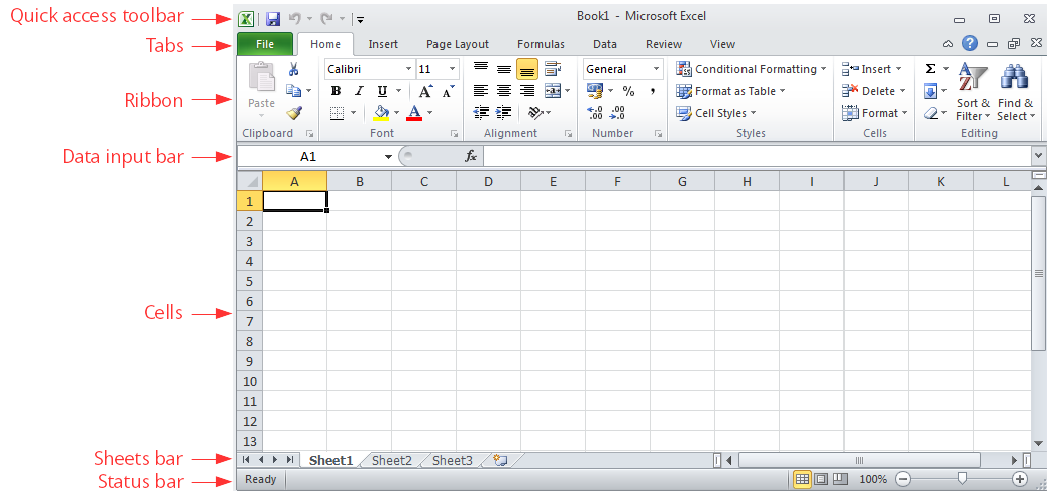 Quick access toolbar
Book1 - Microsoft Excel
Tabs
File Home Insert Page Layout Formulas Data Review View
Ribbon
Paste
Clipboard
Calibri 11
B I U A A
A
Font
Alignment
General
% ,
.00 .0
Number
Conditional Formatting
Format as Table
Cell Styles
Styles
Insert
Delete
Format
Cells
Σ
Sort & Filter
Find & Select
Editing
Data input bar
A1 fx
A B C D E F G H I J K L
1
2
3
4
5
6
Cells
7
8
9
10
11
12
13
Sheets bar
Sheet1 Sheet2 Sheet3
Status bar
Ready 100%